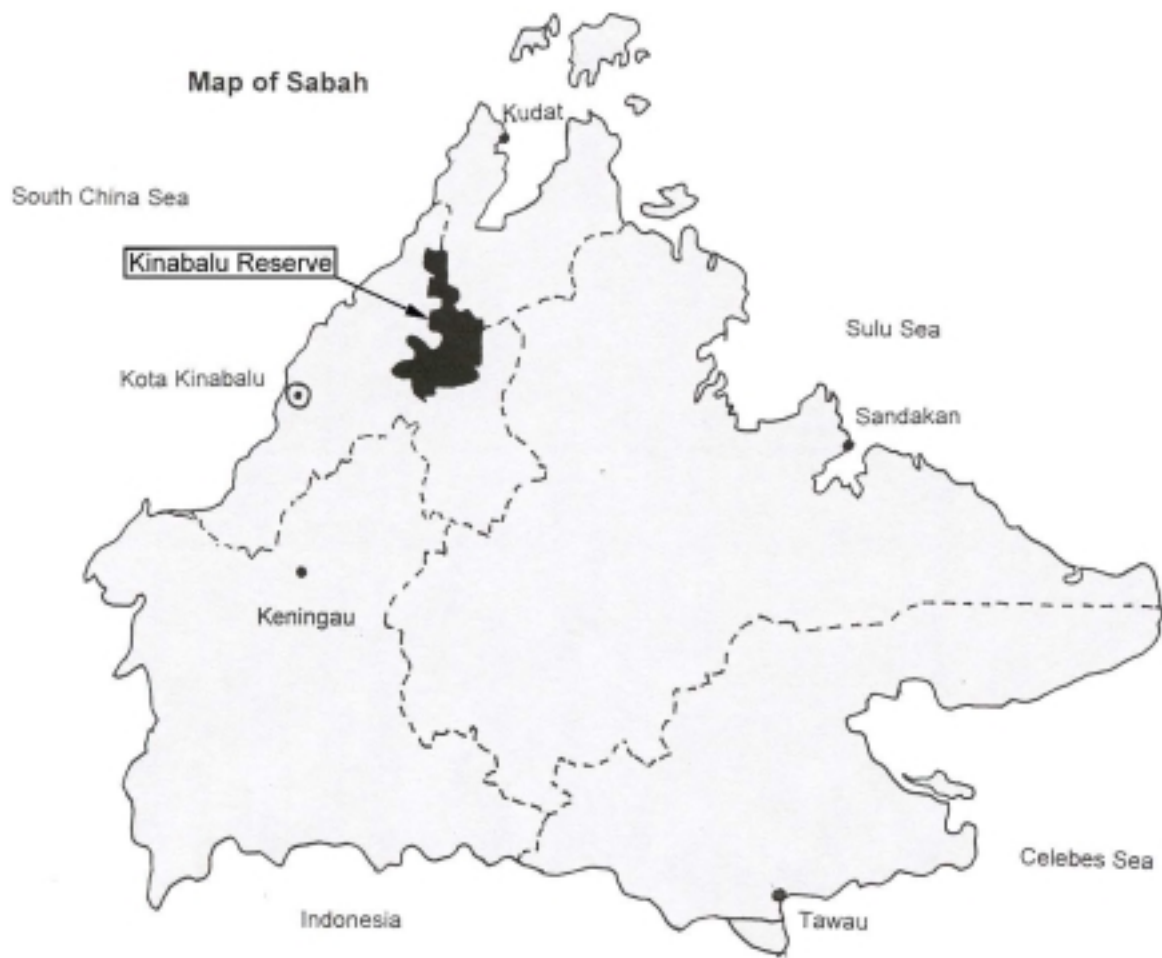 Map of Sabah
Kudat
South China Sea
Kinabalu Reserve
Sulu Sea
Kota Kinabalu
Sandakan
Keningau
Celebes Sea
Indonesia
Tawau